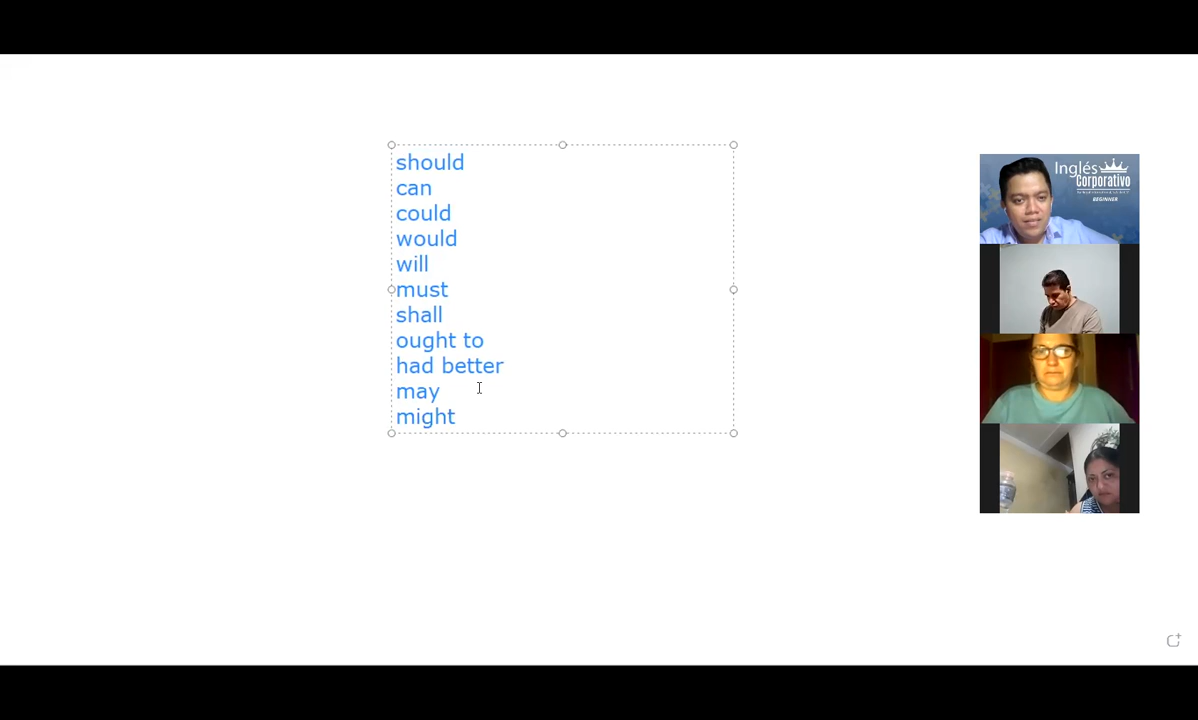 should
can
could
would
will
must
shall
ought to
had better
may
might
Inglés
Corporativo
BEGINNER